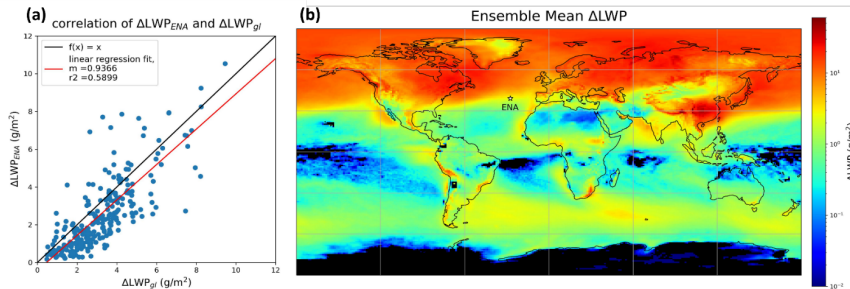 (a)
correlation of ΔLWP_ENA and ΔLWP_gl
f(x) = x
linear regression fit,
m =0.9366
r2 =0.5899
ΔLWP_ENA (g/m²)
12
10
8
6
4
2
0
0 2 4 6 8 10 12
ΔLWP_gl (g/m²)
(b)
Ensemble Mean ΔLWP
ENA
10¹
10⁰
10⁻¹
10⁻²
ΔLWP (g/m²)